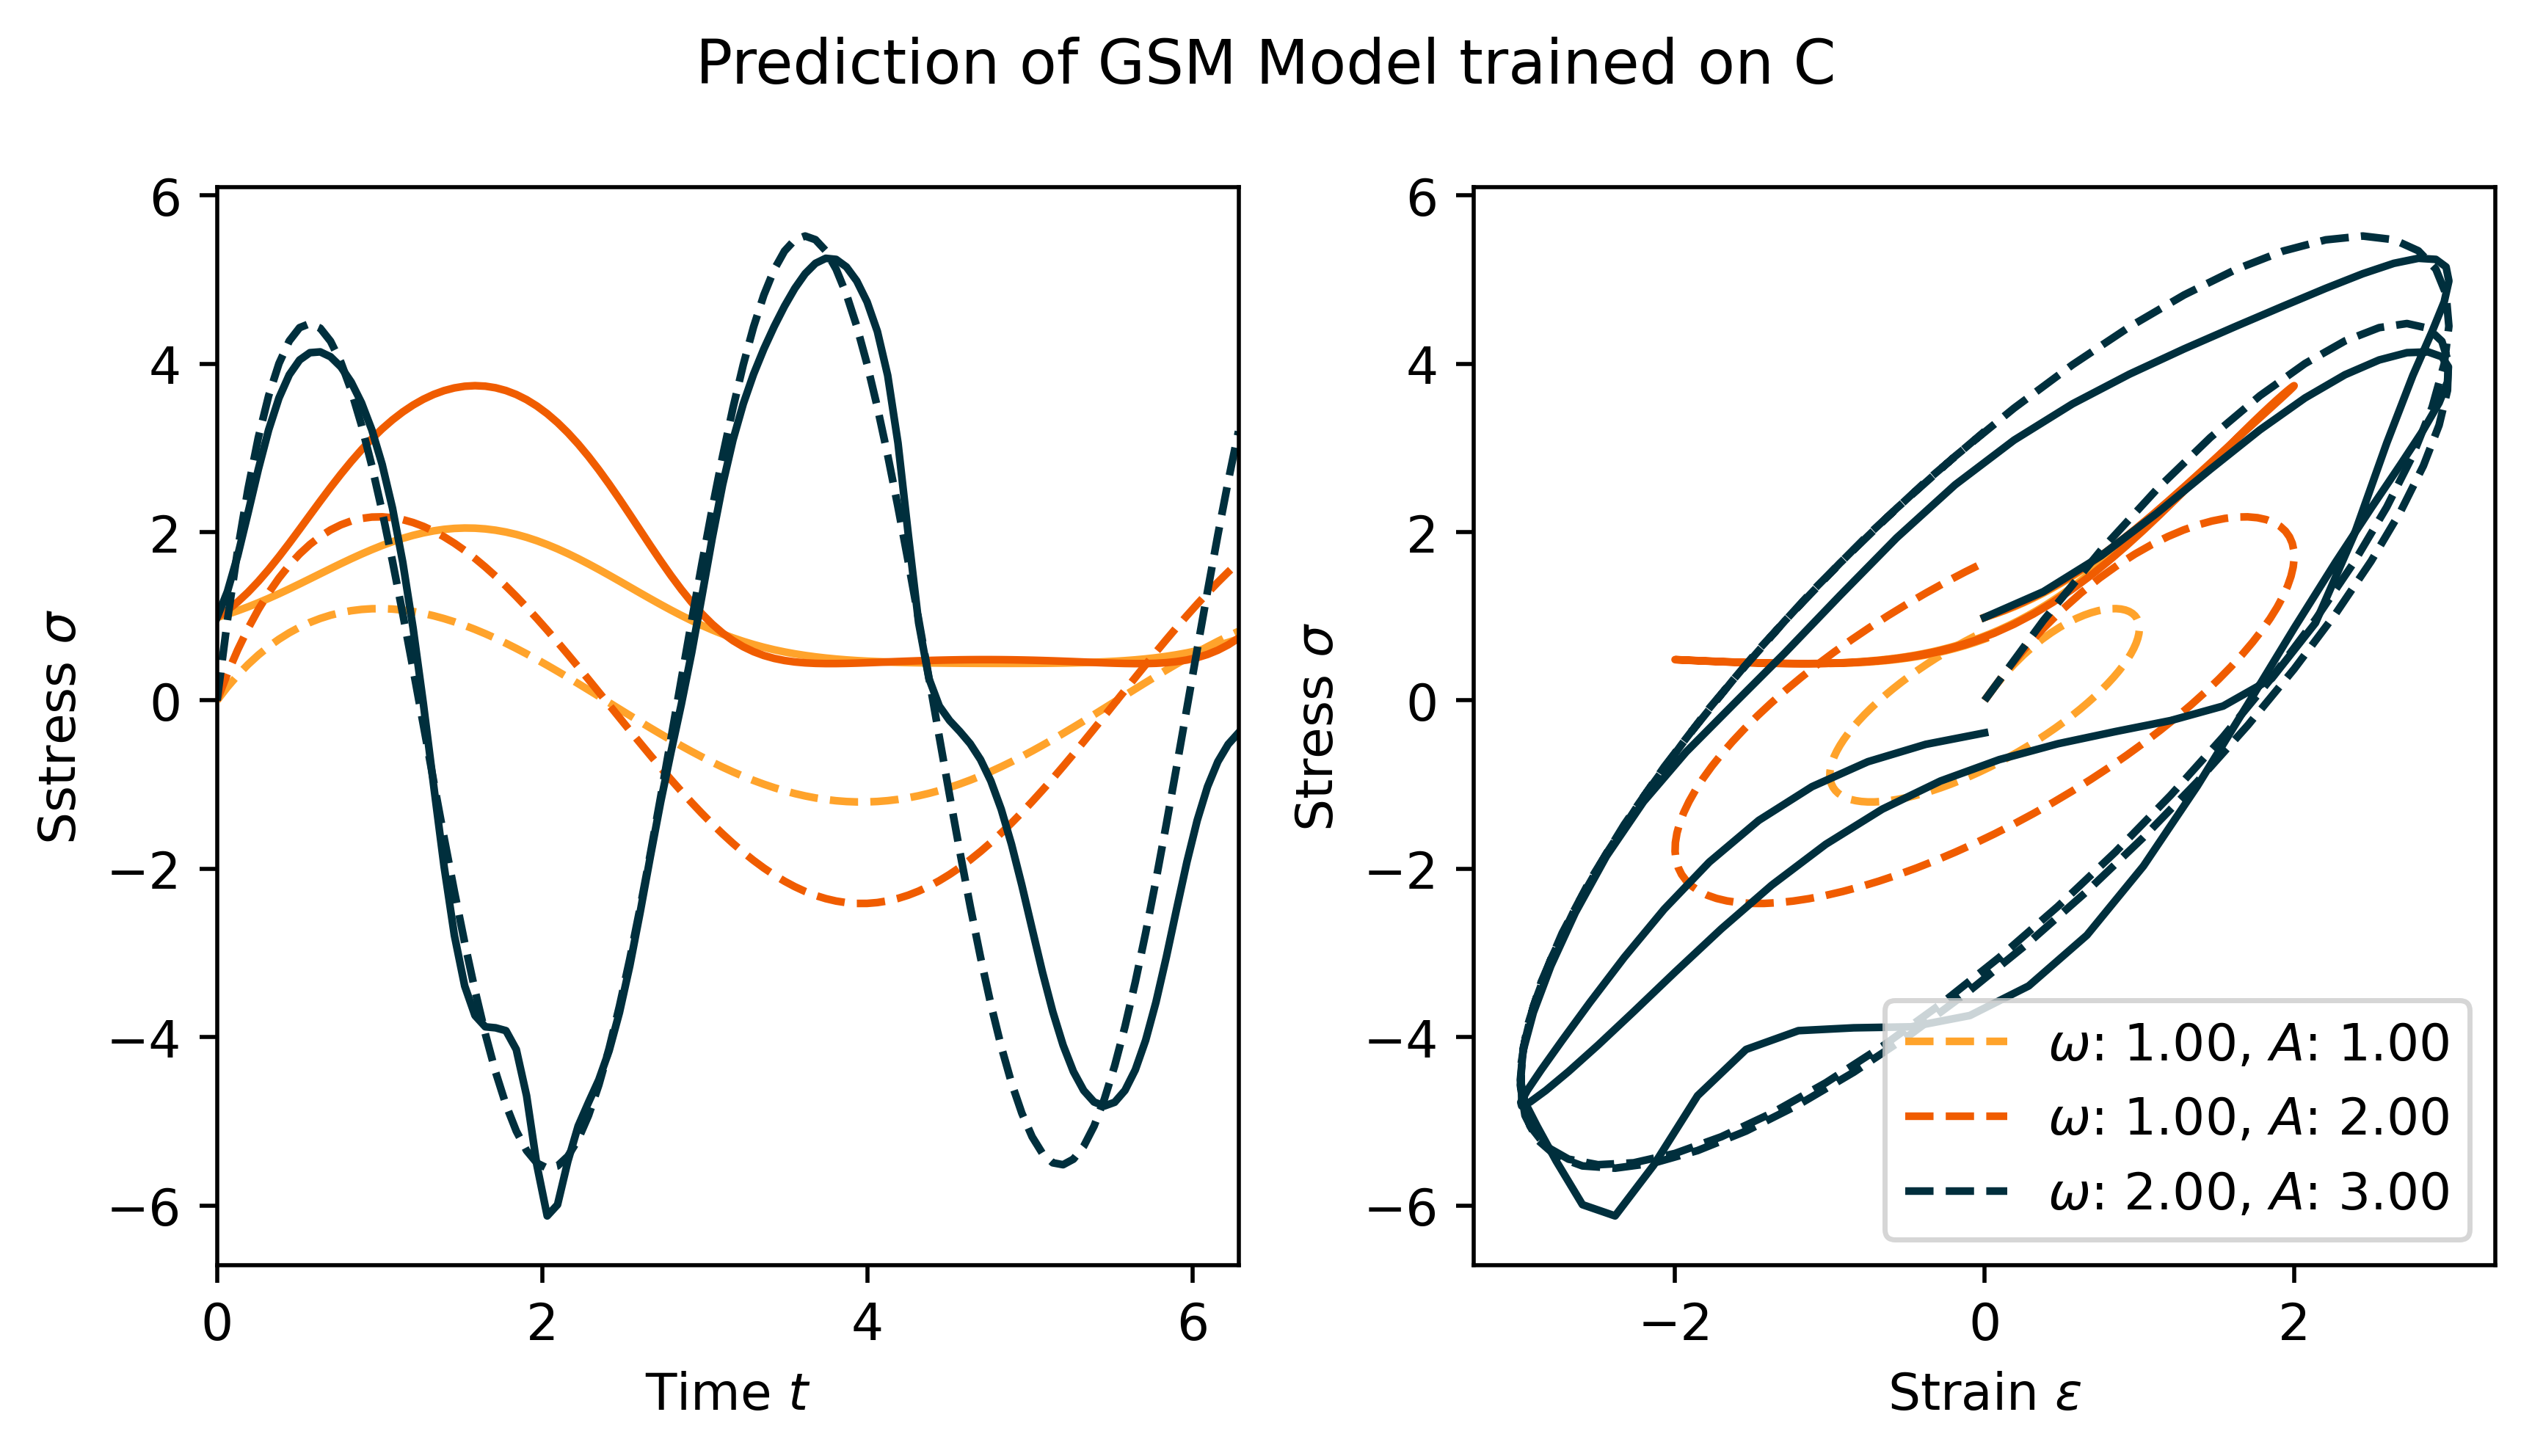 Prediction of GSM Model trained on C
6
4
2
0
−2
−4
−6
0
2
4
6
Sstress σ
Time t
6
4
2
0
−2
−4
−6
−2
0
2
Stress σ
Strain ε
ω: 1.00, A: 1.00
ω: 1.00, A: 2.00
ω: 2.00, A: 3.00